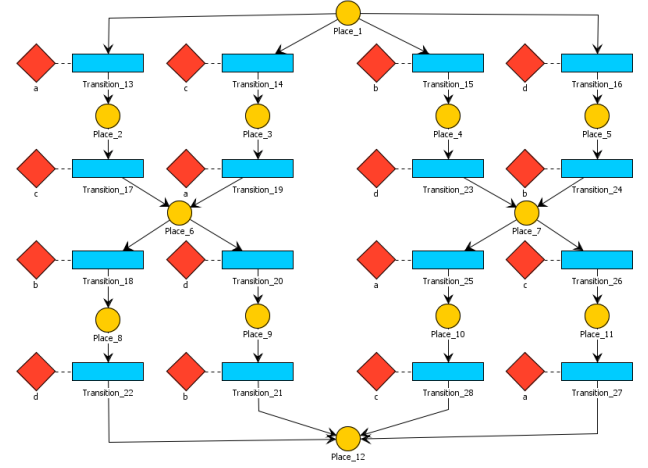 Place_1
a
Transition_13
c
Transition_14
b
Transition_15
d
Transition_16
Place_2
Place_3
Place_4
Place_5
c
Transition_17
a
Transition_19
d
Transition_23
b
Transition_24
Place_6
Place_7
b
Transition_18
d
Transition_20
a
Transition_25
c
Transition_26
Place_8
Place_9
Place_10
Place_11
d
Transition_22
b
Transition_21
c
Transition_28
a
Transition_27
Place_12